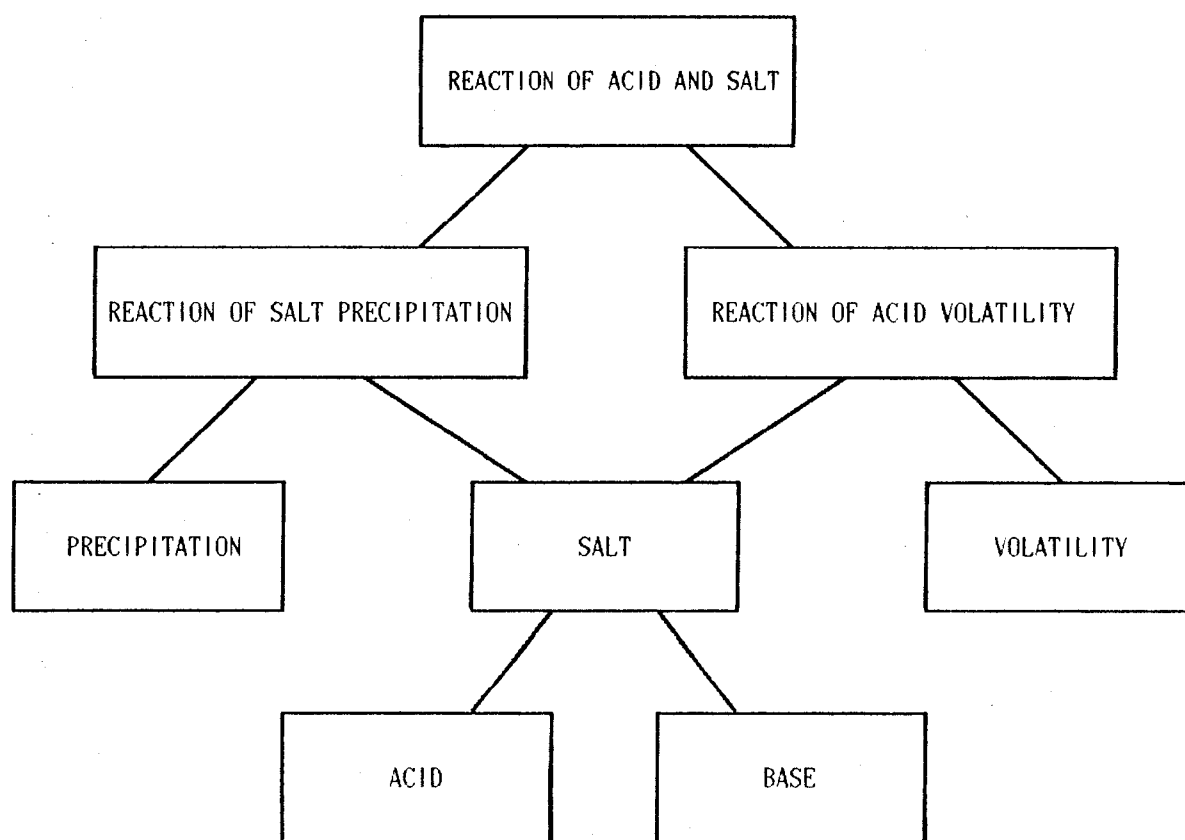 REACTION OF ACID AND SALT
REACTION OF SALT PRECIPITATION
REACTION OF ACID VOLATILITY
PRECIPITATION
SALT
VOLATILITY
ACID
BASE